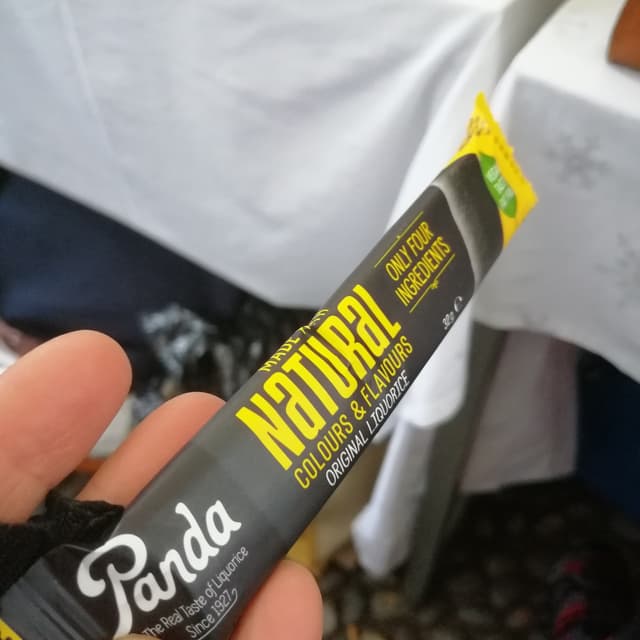 Panda
The Real Taste of Liquorice
Since 1927
MADE WITH
NaTURaL
COLOURS & FLAVOURS
ORIGINAL LIQUORICE
ONLY FOUR
INGREDIENTS
32g e